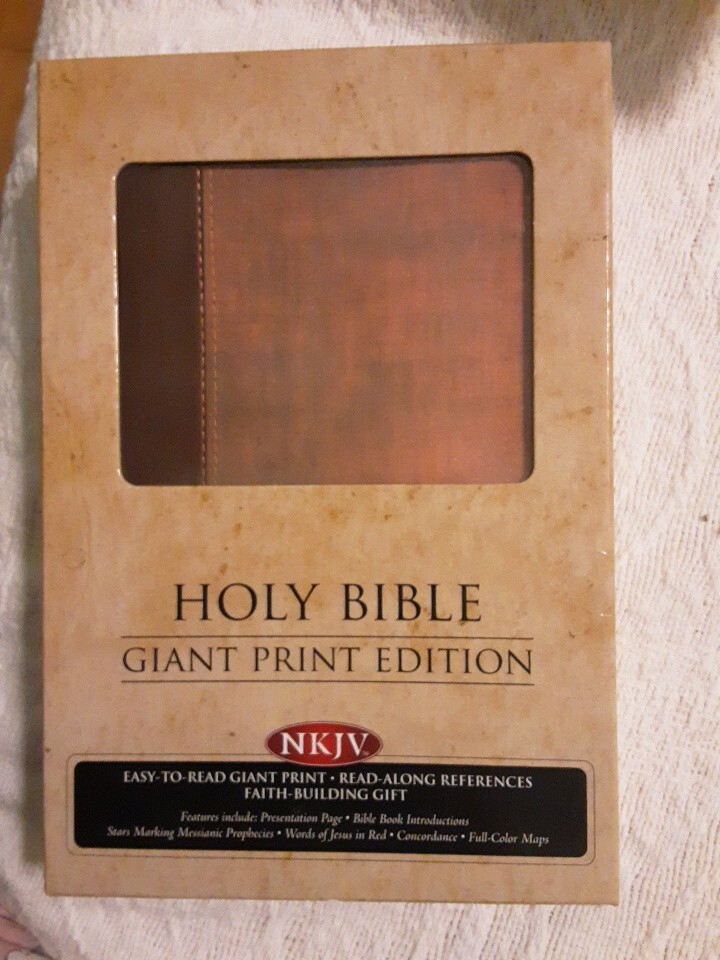 HOLY BIBLE
GIANT PRINT EDITION
NKJV
EASY-TO-READ GIANT PRINT • READ-ALONG REFERENCES
FAITH-BUILDING GIFT
Features include: Presentation Page • Bible Book Introductions
Stars Marking Messianic Prophecies • Words of Jesus in Red • Concordance • Full-Color Maps